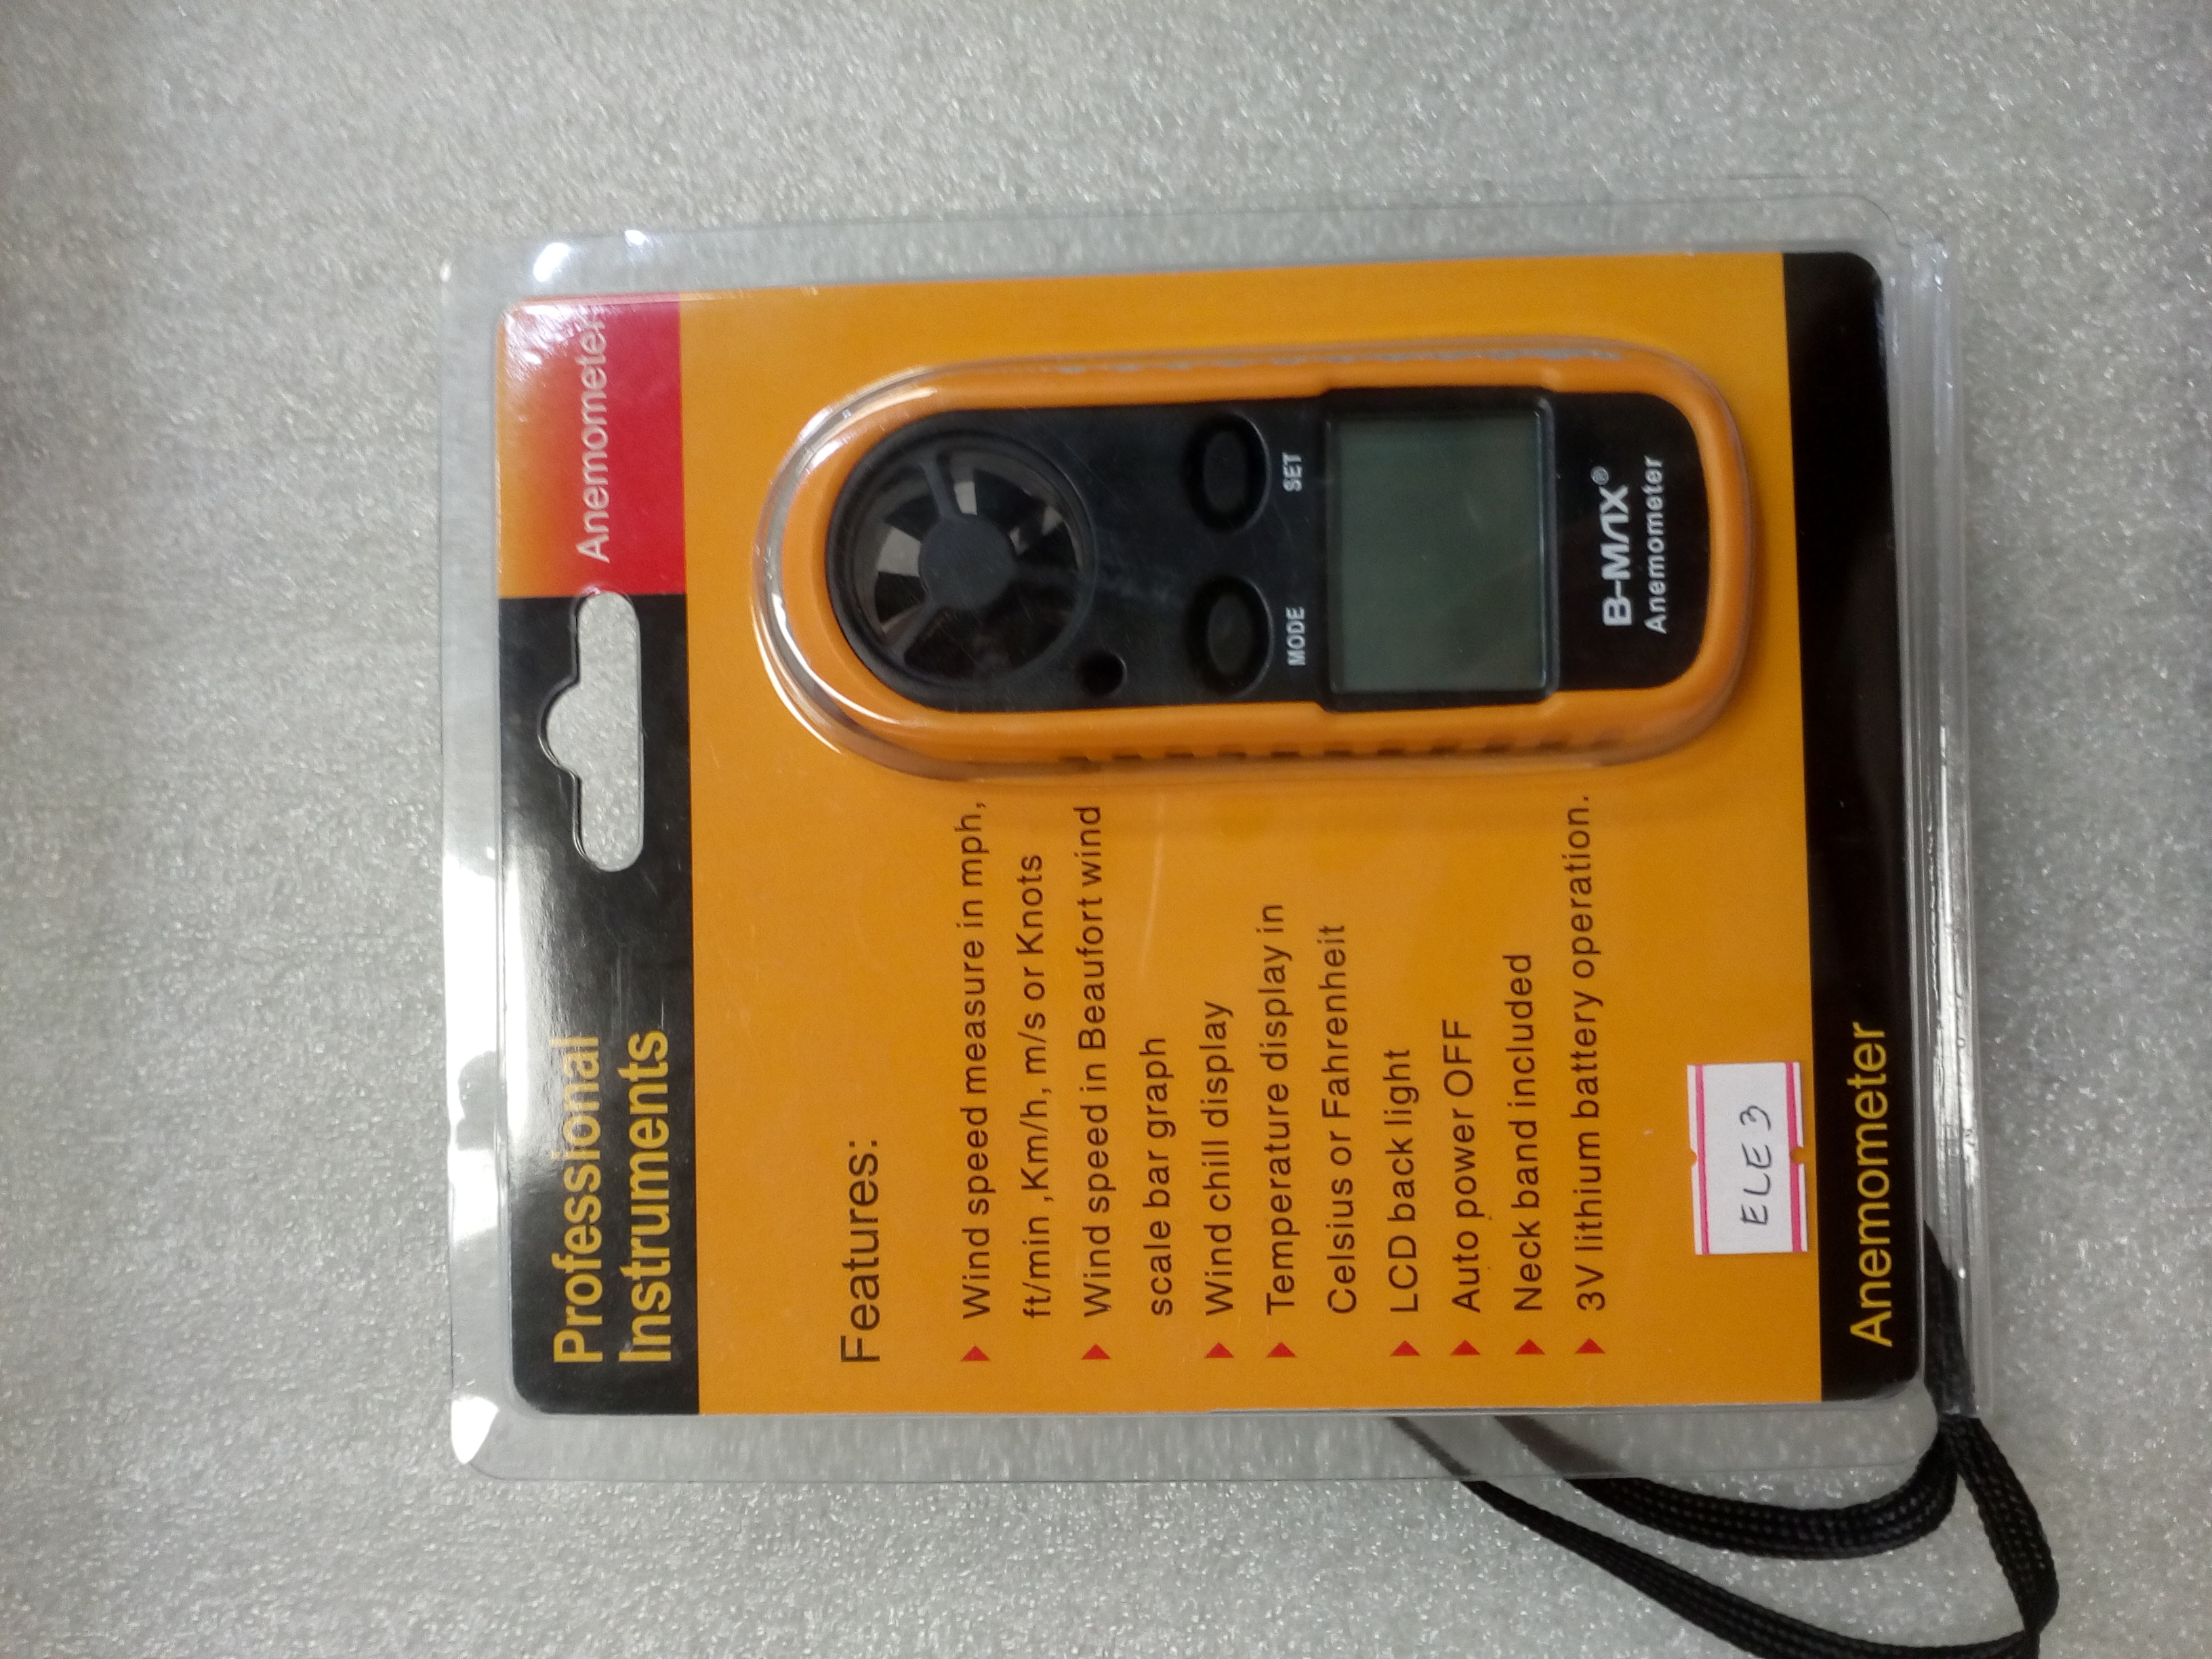 Professional
Instruments
Anemometer
Features:
Wind speed measure in mph,
ft/min ,Km/h, m/s or Knots
Wind speed in Beaufort wind
scale bar graph
Wind chill display
Temperature display in
Celsius or Fahrenheit
LCD back light
Auto power OFF
Neck band included
3V lithium battery operation.
MODE
SET
B-MAX®
Anemometer
ELE 3
Anemometer